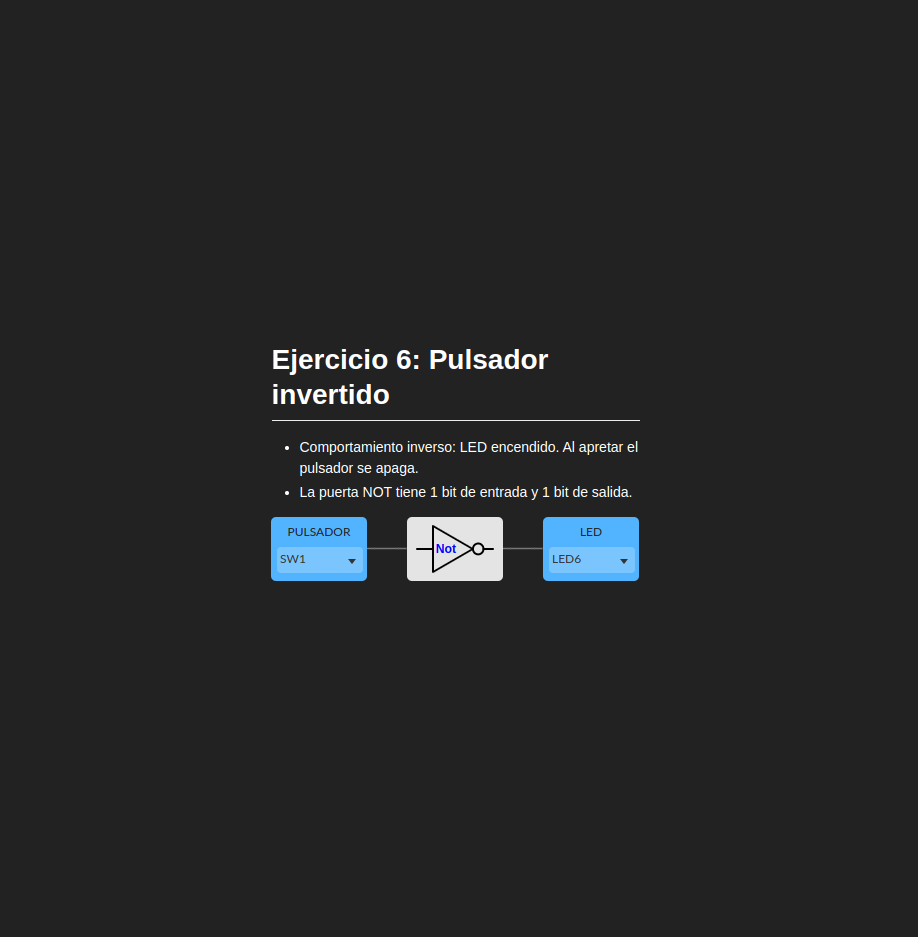 Ejercicio 6: Pulsador
invertido
Comportamiento inverso: LED encendido. Al apretar el
pulsador se apaga.
La puerta NOT tiene 1 bit de entrada y 1 bit de salida.
PULSADOR
SW1
Not
LED
LED6